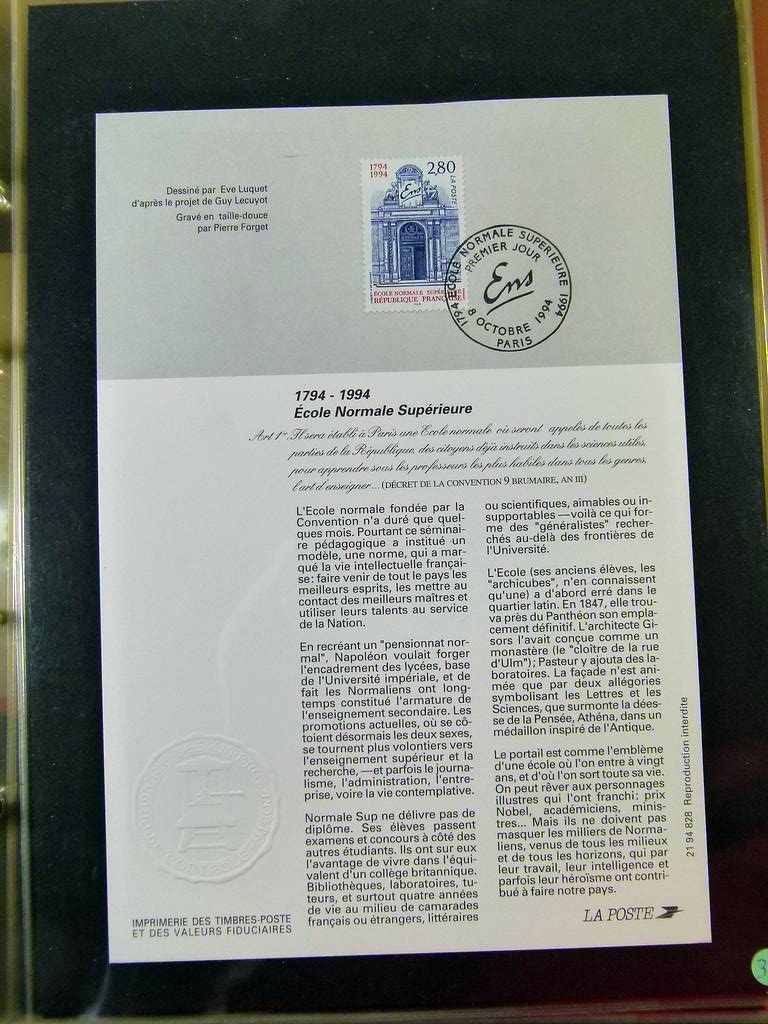 Dessiné par Eve Luquet
d'après le projet de Guy Lecuyot
Gravé en taille-douce
par Pierre Forget
1794
1994
2,80
LA POSTE
Ens
ÉCOLE NORMALE SUPÉRIEURE
RÉPUBLIQUE FRANÇAISE
1794 ECOLE NORMALE SUPERIEURE 1994
PREMIER JOUR
Ens
8 OCTOBRE 1994
PARIS
1794 - 1994
École Normale Supérieure
Art 1er. Il sera établi à Paris une Ecole normale où seront appelés de toutes les
parties de la République, des citoyens déjà instruits dans les sciences utiles,
pour apprendre sous les professeurs les plus habiles dans tous les genres,
l'art d'enseigner... (DÉCRET DE LA CONVENTION 9 BRUMAIRE, AN III)
L'Ecole normale fondée par la
Convention n'a duré que quel-
ques mois. Pourtant ce séminai-
re pédagogique a institué un
modèle, une norme, qui a mar-
qué la vie intellectuelle françai-
se: faire venir de tout le pays les
meilleurs esprits, les mettre au
contact des meilleurs maîtres et
utiliser leurs talents au service
de la Nation.
En recréant un "pensionnat nor-
mal", Napoléon voulait forger
l'encadrement des lycées, base
de l'Université impériale, et de
fait les Normaliens ont long-
temps constitué l'armature de
l'enseignement secondaire. Les
promotions actuelles, où se cô-
toient désormais les deux sexes,
se tournent plus volontiers vers
l'enseignement supérieur et la
recherche, —et parfois le journa-
lisme, l'administration, l'entre-
prise, voire la vie contemplative.
Normale Sup ne délivre pas de
diplôme. Ses élèves passent
examens et concours à côté des
autres étudiants. Ils ont sur eux
l'avantage de vivre dans l'équi-
valent d'un collège britannique.
Bibliothèques, laboratoires, tu-
teurs, et surtout quatre années
de vie au milieu de camarades
français ou étrangers, littéraires
ou scientifiques, aimables ou in-
supportables —voilà ce qui for-
me des "généralistes" recher-
chés au-delà des frontières de
l'Université.
L'Ecole (ses anciens élèves, les
"archicubes", n'en connaissent
qu'une) a d'abord erré dans le
quartier latin. En 1847, elle trou-
va près du Panthéon son empla-
cement définitif. L'architecte Gi-
sors l'avait conçue comme un
monastère (le "cloître de la rue
d'Ulm"); Pasteur y ajouta des la-
boratoires. La façade n'est ani-
mée que par deux allégories
symbolisant les Lettres et les
Sciences, que surmonte la dées-
se de la Pensée, Athéna, dans un
médaillon inspiré de l'Antique.
Le portail est comme l'emblème
d'une école où l'on entre à vingt
ans, et d'où l'on sort toute sa vie.
On peut rêver aux personnages
illustres qui l'ont franchi: prix
Nobel, académiciens, minis-
tres... Mais ils ne doivent pas
masquer les milliers de Norma-
liens, venus de tous les milieux
et de tous les horizons, qui par
leur travail, leur intelligence et
parfois leur héroïsme ont contri-
bué à faire notre pays.
21 94 828 Reproduction interdite
IMPRIMERIE DES TIMBRES-POSTE
ET DES VALEURS FIDUCIAIRES
LA POSTE
3